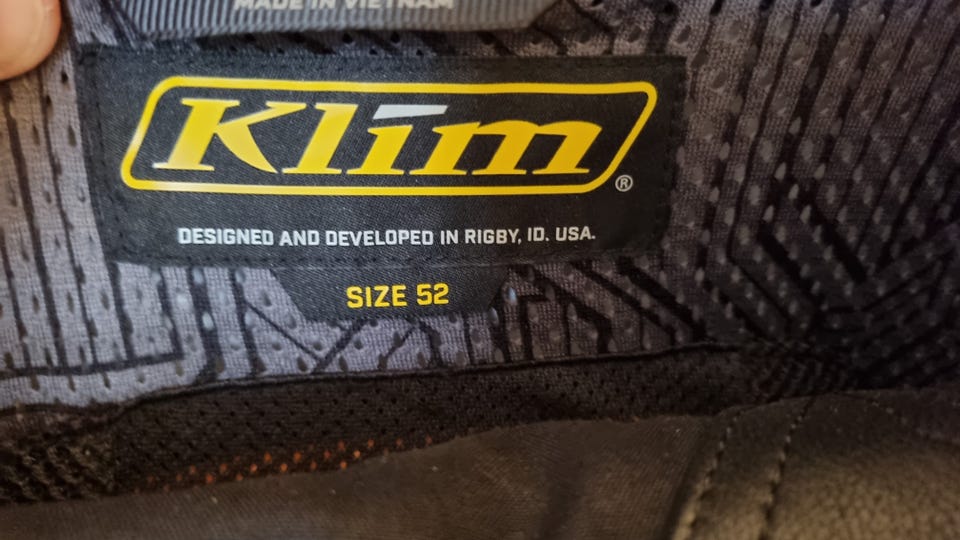 MADE IN VIETNAM
Klim
®
DESIGNED AND DEVELOPED IN RIGBY, ID. USA.
SIZE 52